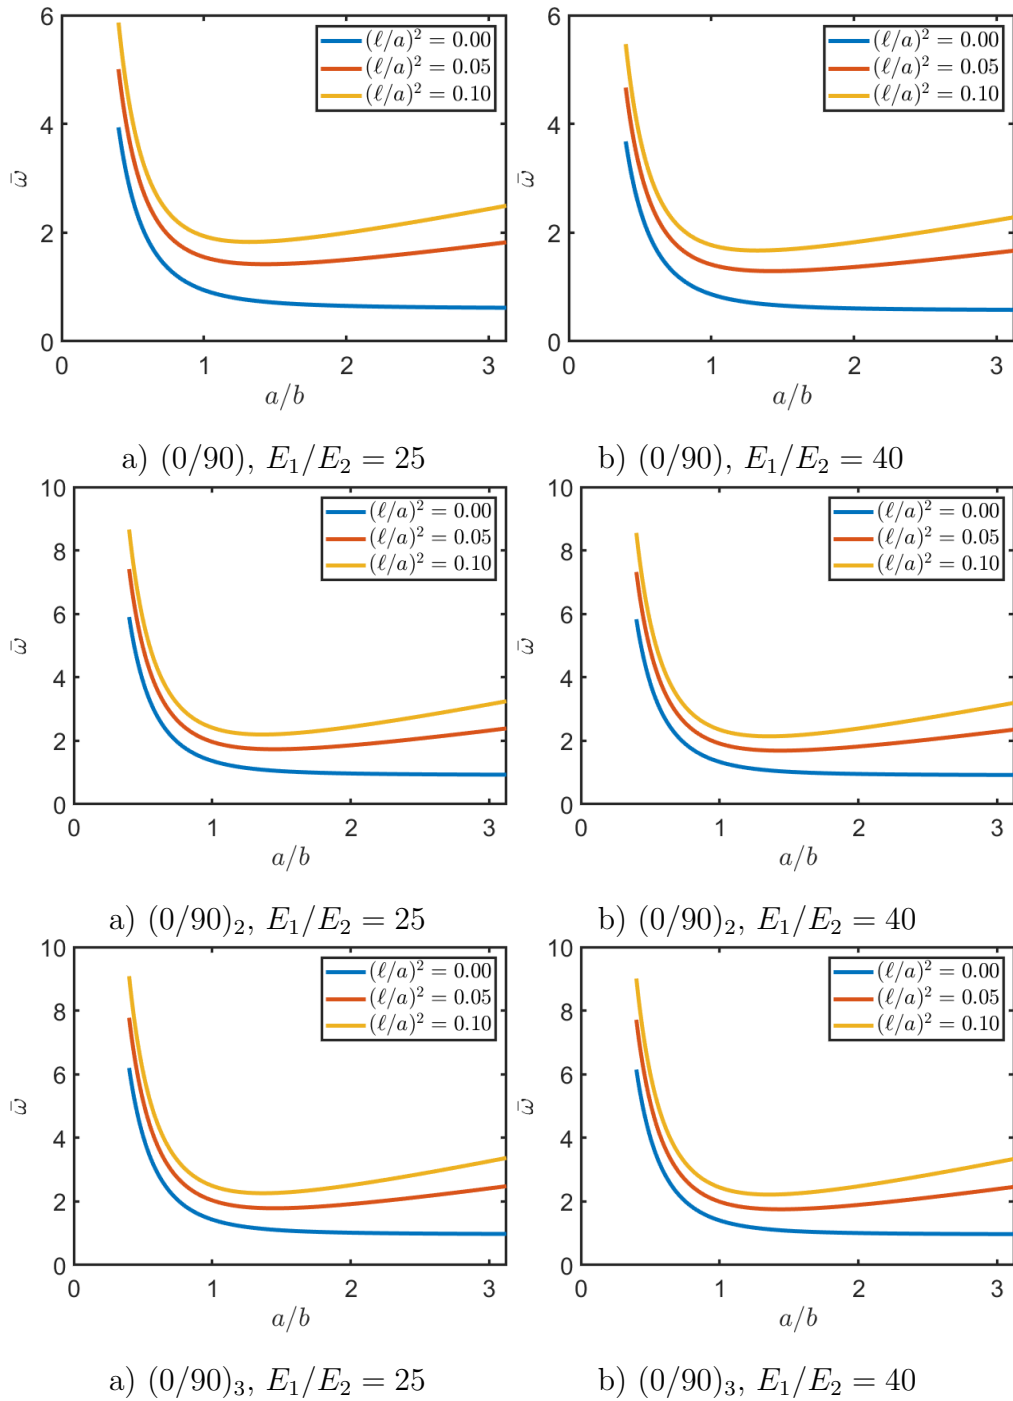 6
4
2
0
ω̄
0 1 2 3
a/b
(ℓ/a)² = 0.00
(ℓ/a)² = 0.05
(ℓ/a)² = 0.10
a) (0/90), E₁/E₂ = 25
6
4
2
0
ω̄
0 1 2 3
a/b
(ℓ/a)² = 0.00
(ℓ/a)² = 0.05
(ℓ/a)² = 0.10
b) (0/90), E₁/E₂ = 40
10
8
6
4
2
0
ω̄
0 1 2 3
a/b
(ℓ/a)² = 0.00
(ℓ/a)² = 0.05
(ℓ/a)² = 0.10
a) (0/90)₂, E₁/E₂ = 25
10
8
6
4
2
0
ω̄
0 1 2 3
a/b
(ℓ/a)² = 0.00
(ℓ/a)² = 0.05
(ℓ/a)² = 0.10
b) (0/90)₂, E₁/E₂ = 40
10
8
6
4
2
0
ω̄
0 1 2 3
a/b
(ℓ/a)² = 0.00
(ℓ/a)² = 0.05
(ℓ/a)² = 0.10
a) (0/90)₃, E₁/E₂ = 25
10
8
6
4
2
0
ω̄
0 1 2 3
a/b
(ℓ/a)² = 0.00
(ℓ/a)² = 0.05
(ℓ/a)² = 0.10
b) (0/90)₃, E₁/E₂ = 40